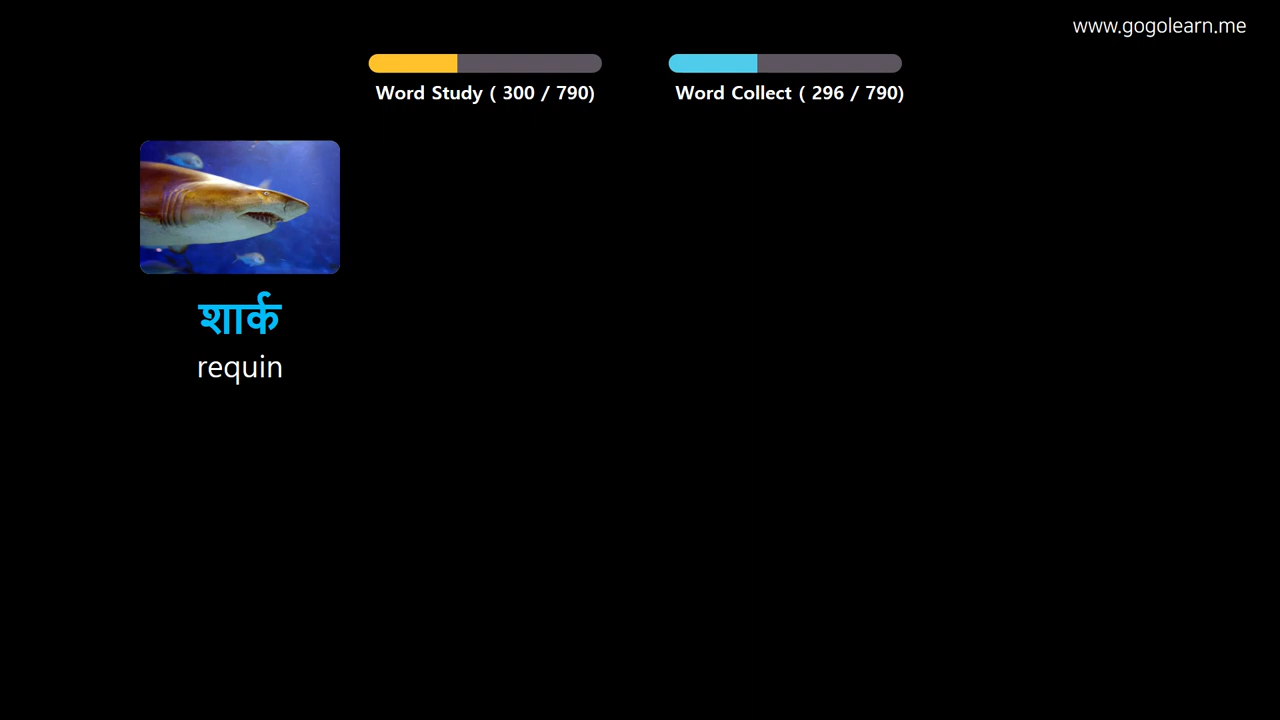 www.gogolearn.me
Word Study ( 300 / 790)
Word Collect ( 296 / 790)
शार्क
requin